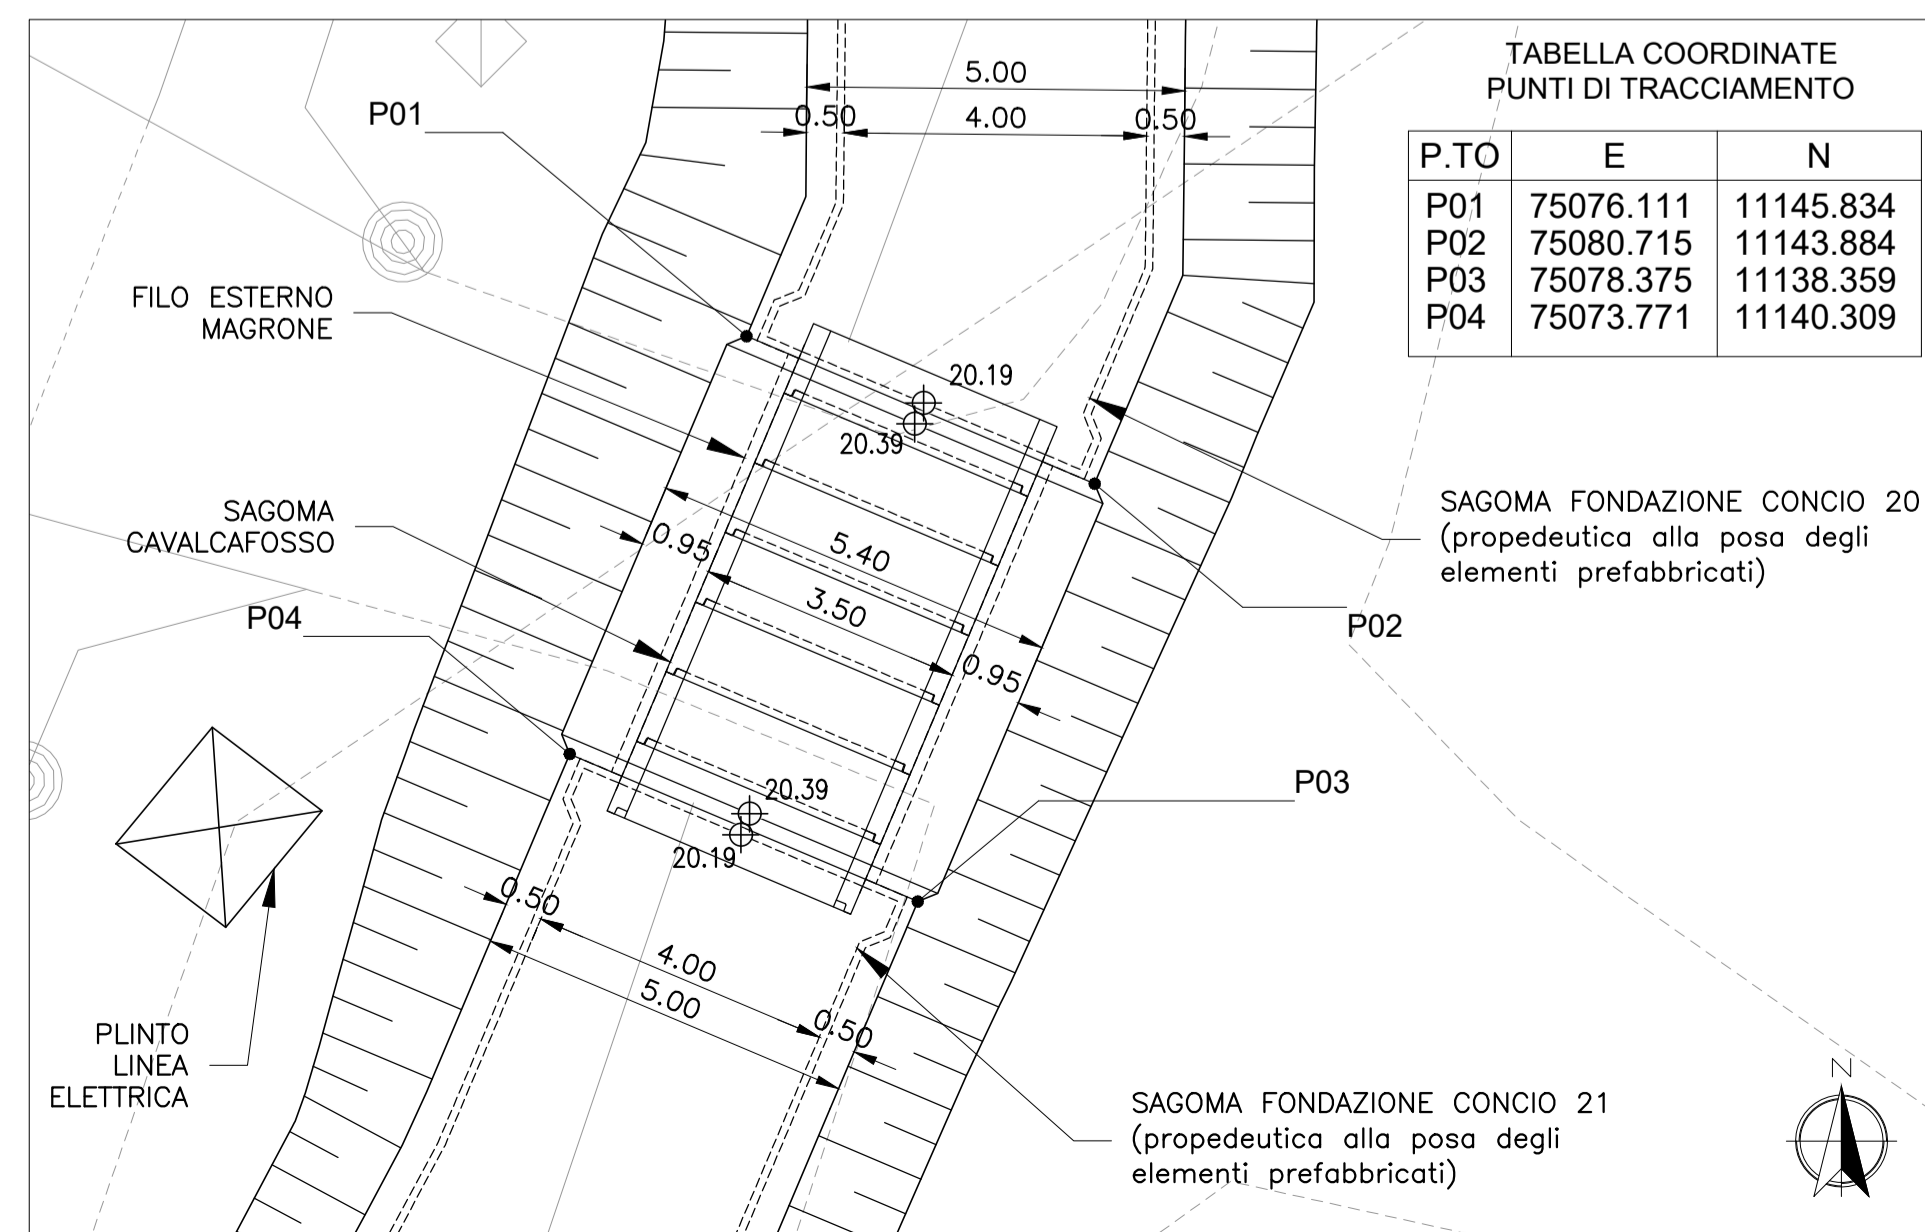 TABELLA COORDINATE
PUNTI DI TRACCIAMENTO
P.TO E N
P01 75076.111 11145.834
P02 75080.715 11143.884
P03 75078.375 11138.359
P04 75073.771 11140.309
5.00
0.50 4.00 0.50
P01
FILO ESTERNO
MAGRONE
20.19
20.39
SAGOMA
CAVALCAFOSSO
0.95
5.40
3.50
0.95
SAGOMA FONDAZIONE CONCIO 20
(propedeutica alla posa degli
elementi prefabbricati)
P04
P02
P03
20.39
20.19
0.50
4.00
5.00
0.50
PLINTO
LINEA
ELETTRICA
SAGOMA FONDAZIONE CONCIO 21
(propedeutica alla posa degli
elementi prefabbricati)
N